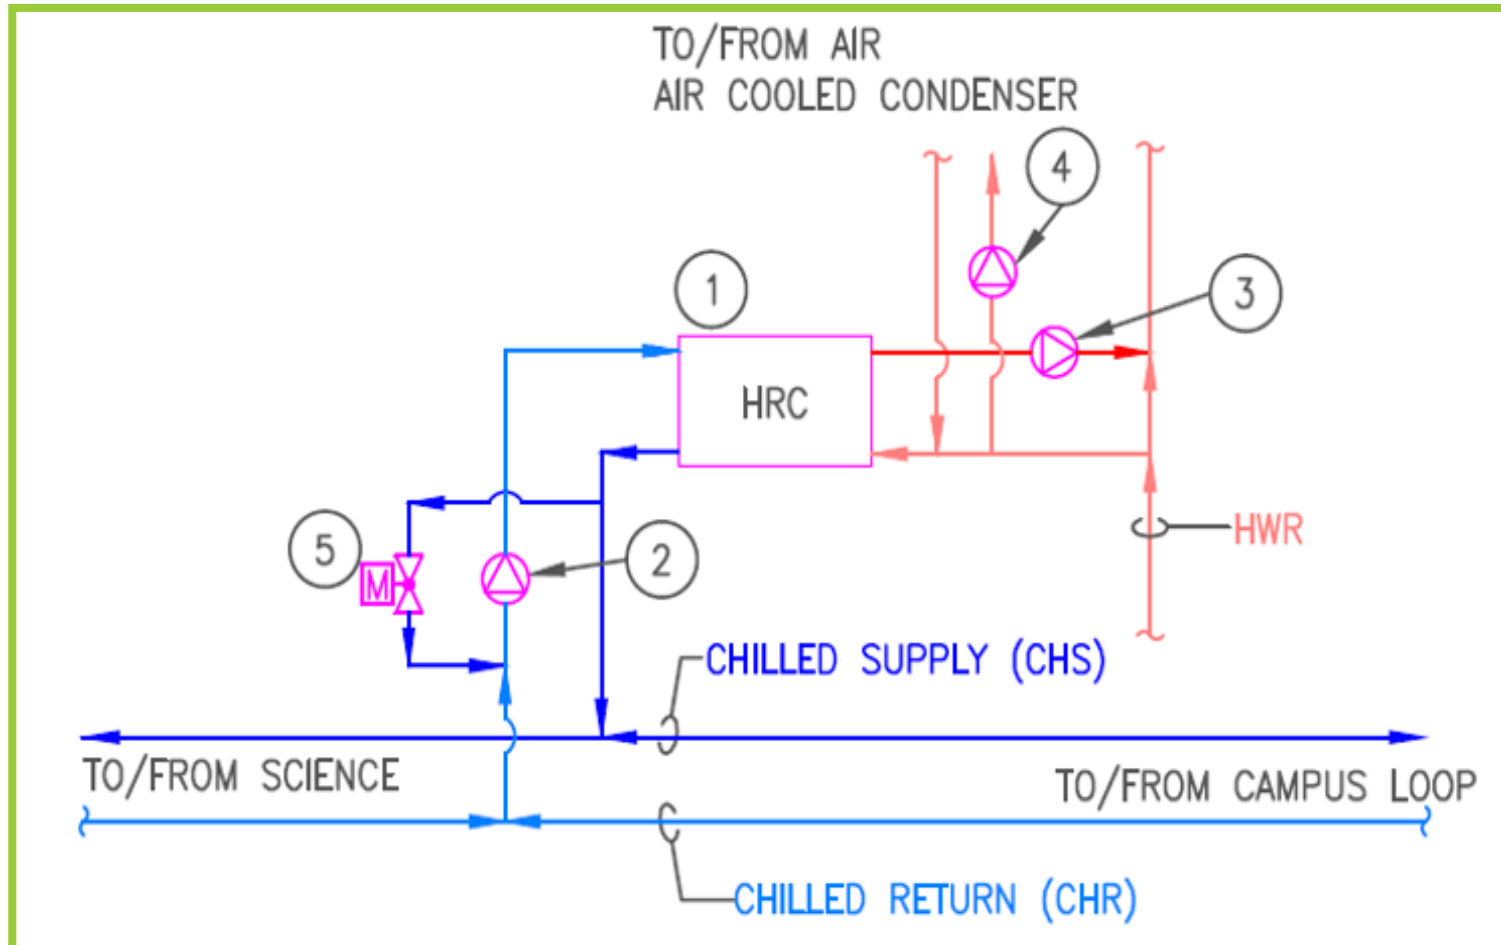 TO/FROM AIR
AIR COOLED CONDENSER
4
3
1
HRC
HWR
5
M
2
CHILLED SUPPLY (CHS)
TO/FROM SCIENCE
TO/FROM CAMPUS LOOP
CHILLED RETURN (CHR)